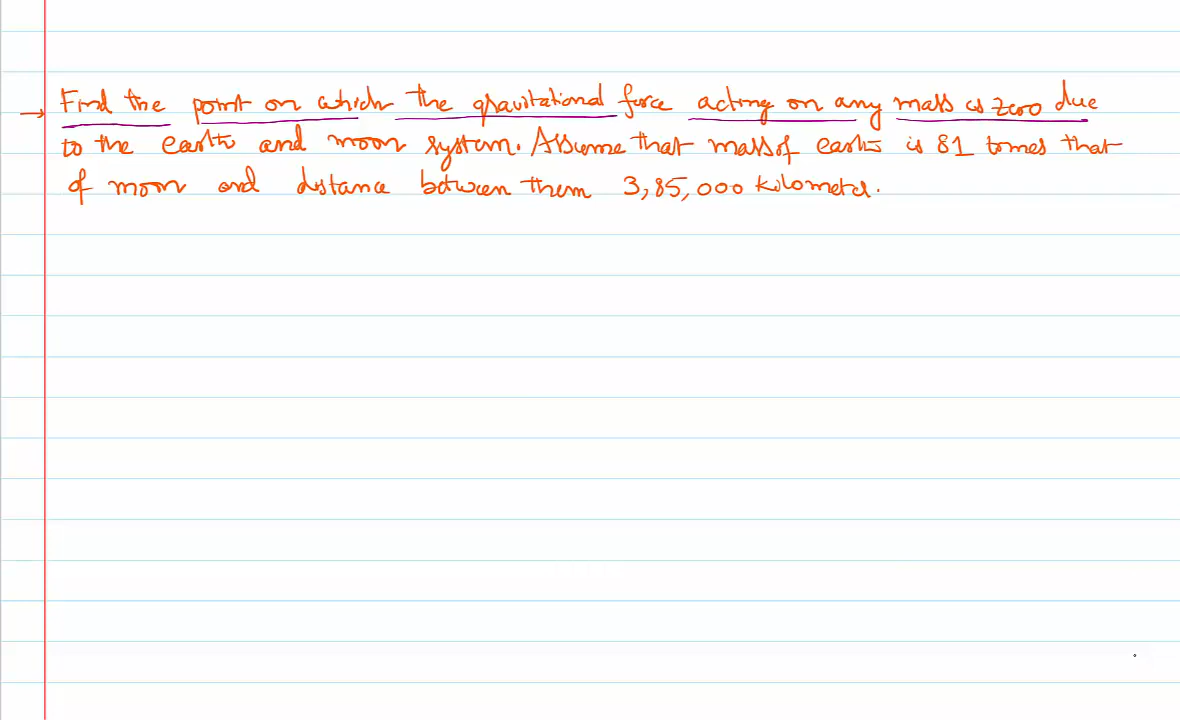 → Find the point on which the gravitational force acting on any mass is zero due
to the earth and moon system. Assume that mass of earth is 81 times that
of moon and distance between them 3,85,000 kilometer.